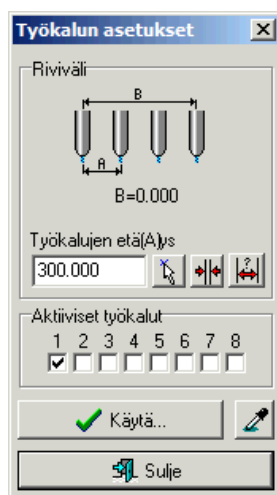 Työkalun asetukset
Riviväli
B
A
B=0.000
Työkalujen etä(A)ys
300.000
?
Aktiiviset työkalut
1 2 3 4 5 6 7 8
Käytä...
Sulje